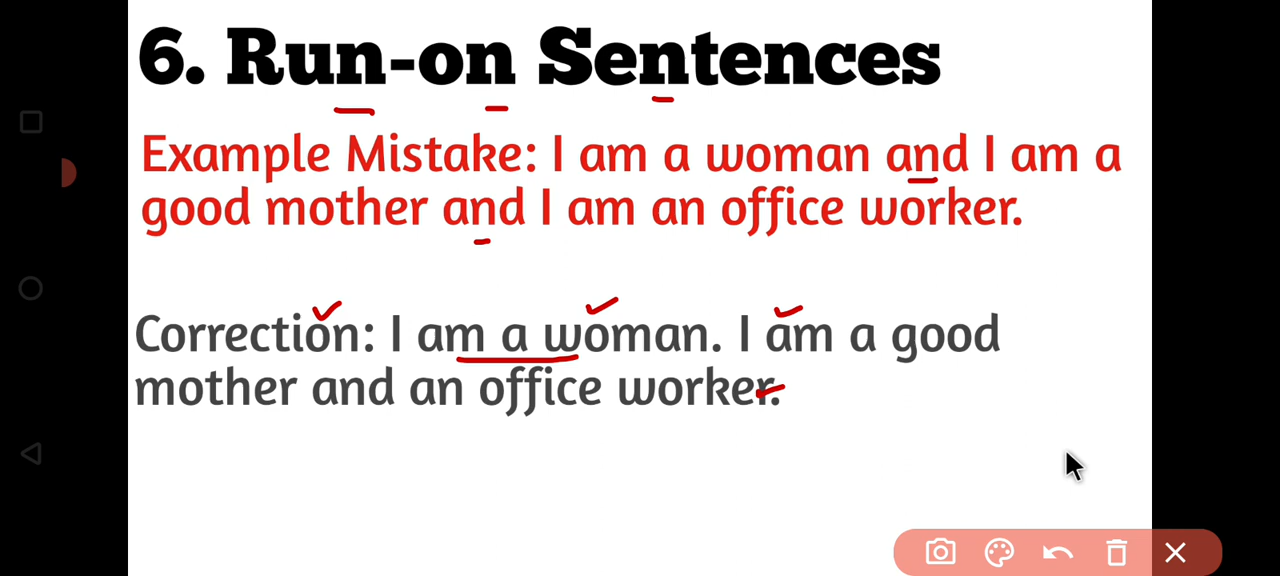 6. Run-on Sentences
Example Mistake: I am a woman and I am a
good mother and I am an office worker.
Correction: I am a woman. I am a good
mother and an office worker.